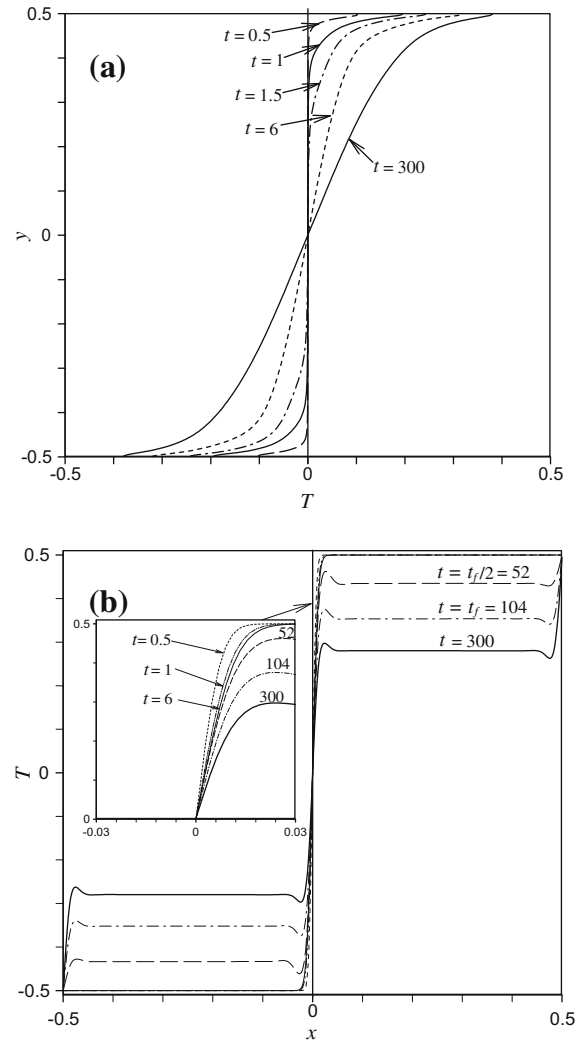 0.5
(a)
t = 0.5
t = 1
t = 1.5
t = 6
t = 300
y
0
-0.5
-0.5
0
0.5
T
0.5
(b)
t = t_f/2 = 52
t = t_f = 104
t = 300
0.5
t = 0.5
52
t = 1
104
t = 6
300
0
-0.03
0
0.03
T
0
-0.5
-0.5
0
0.5
x